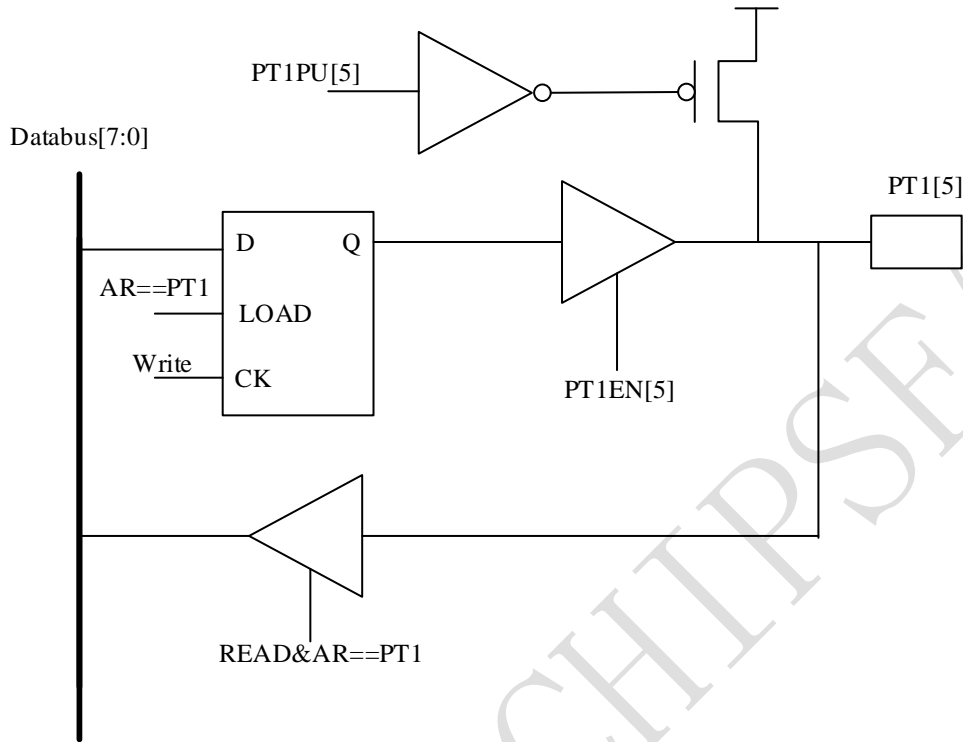 PT1PU[5]
Databus[7:0]
PT1[5]
D Q
AR==PT1
LOAD
Write
CK
PT1EN[5]
READ&AR==PT1